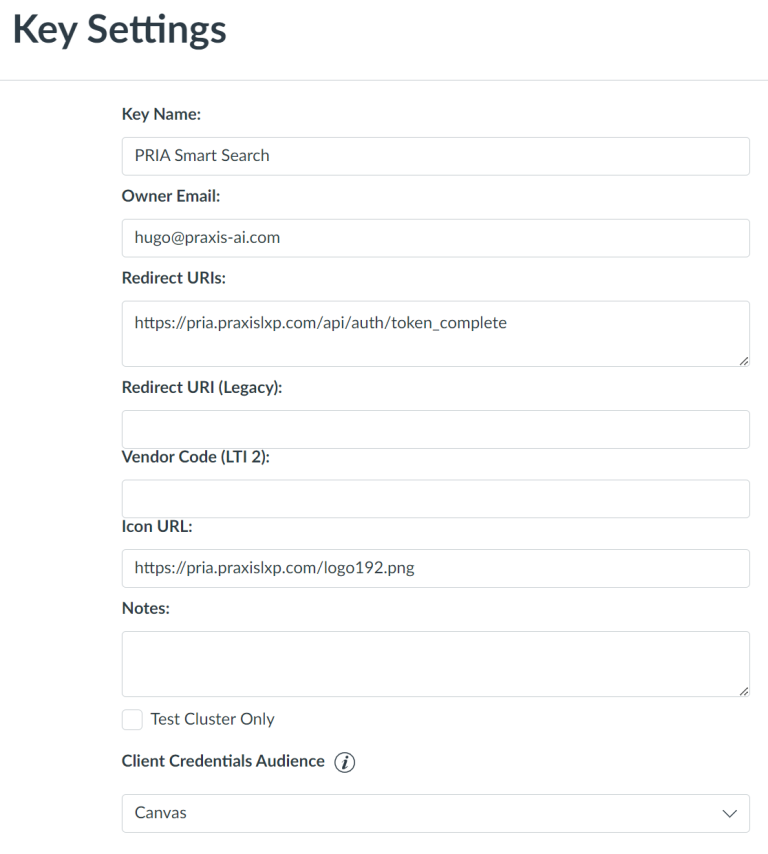 Key Settings
Key Name:
PRIA Smart Search
Owner Email:
hugo@praxis-ai.com
Redirect URIs:
https://pria.praxislxp.com/api/auth/token_complete
Redirect URI (Legacy):
Vendor Code (LTI 2):
Icon URL:
https://pria.praxislxp.com/logo192.png
Notes:
Test Cluster Only
Client Credentials Audience i
Canvas